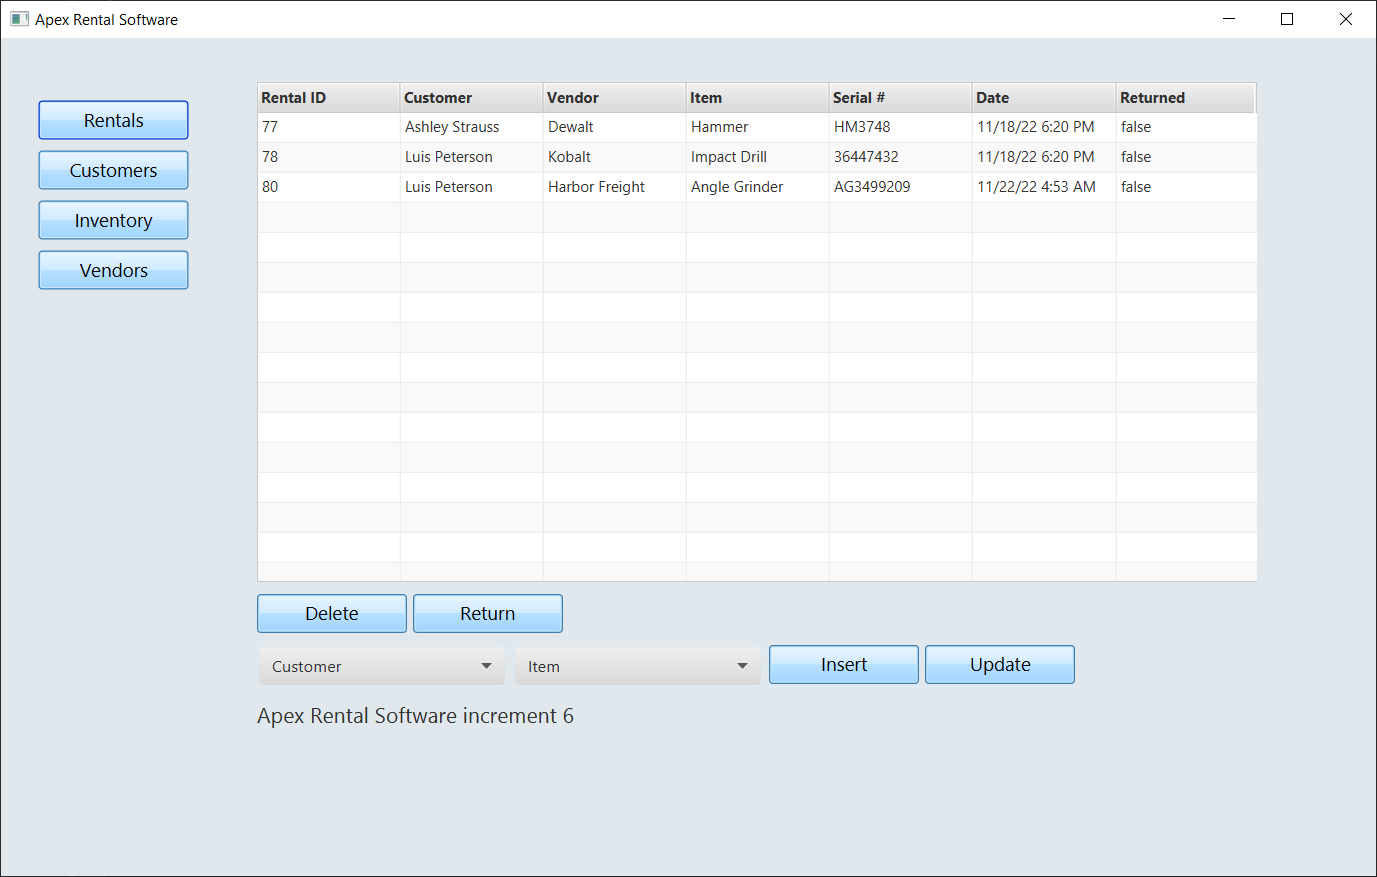 Apex Rental Software
Rentals
Customers
Inventory
Vendors
Rental ID Customer Vendor Item Serial # Date Returned
77 Ashley Strauss Dewalt Hammer HM3748 11/18/22 6:20 PM false
78 Luis Peterson Kobalt Impact Drill 36447432 11/18/22 6:20 PM false
80 Luis Peterson Harbor Freight Angle Grinder AG3499209 11/22/22 4:53 AM false
Delete Return
Customer Item Insert Update
Apex Rental Software increment 6